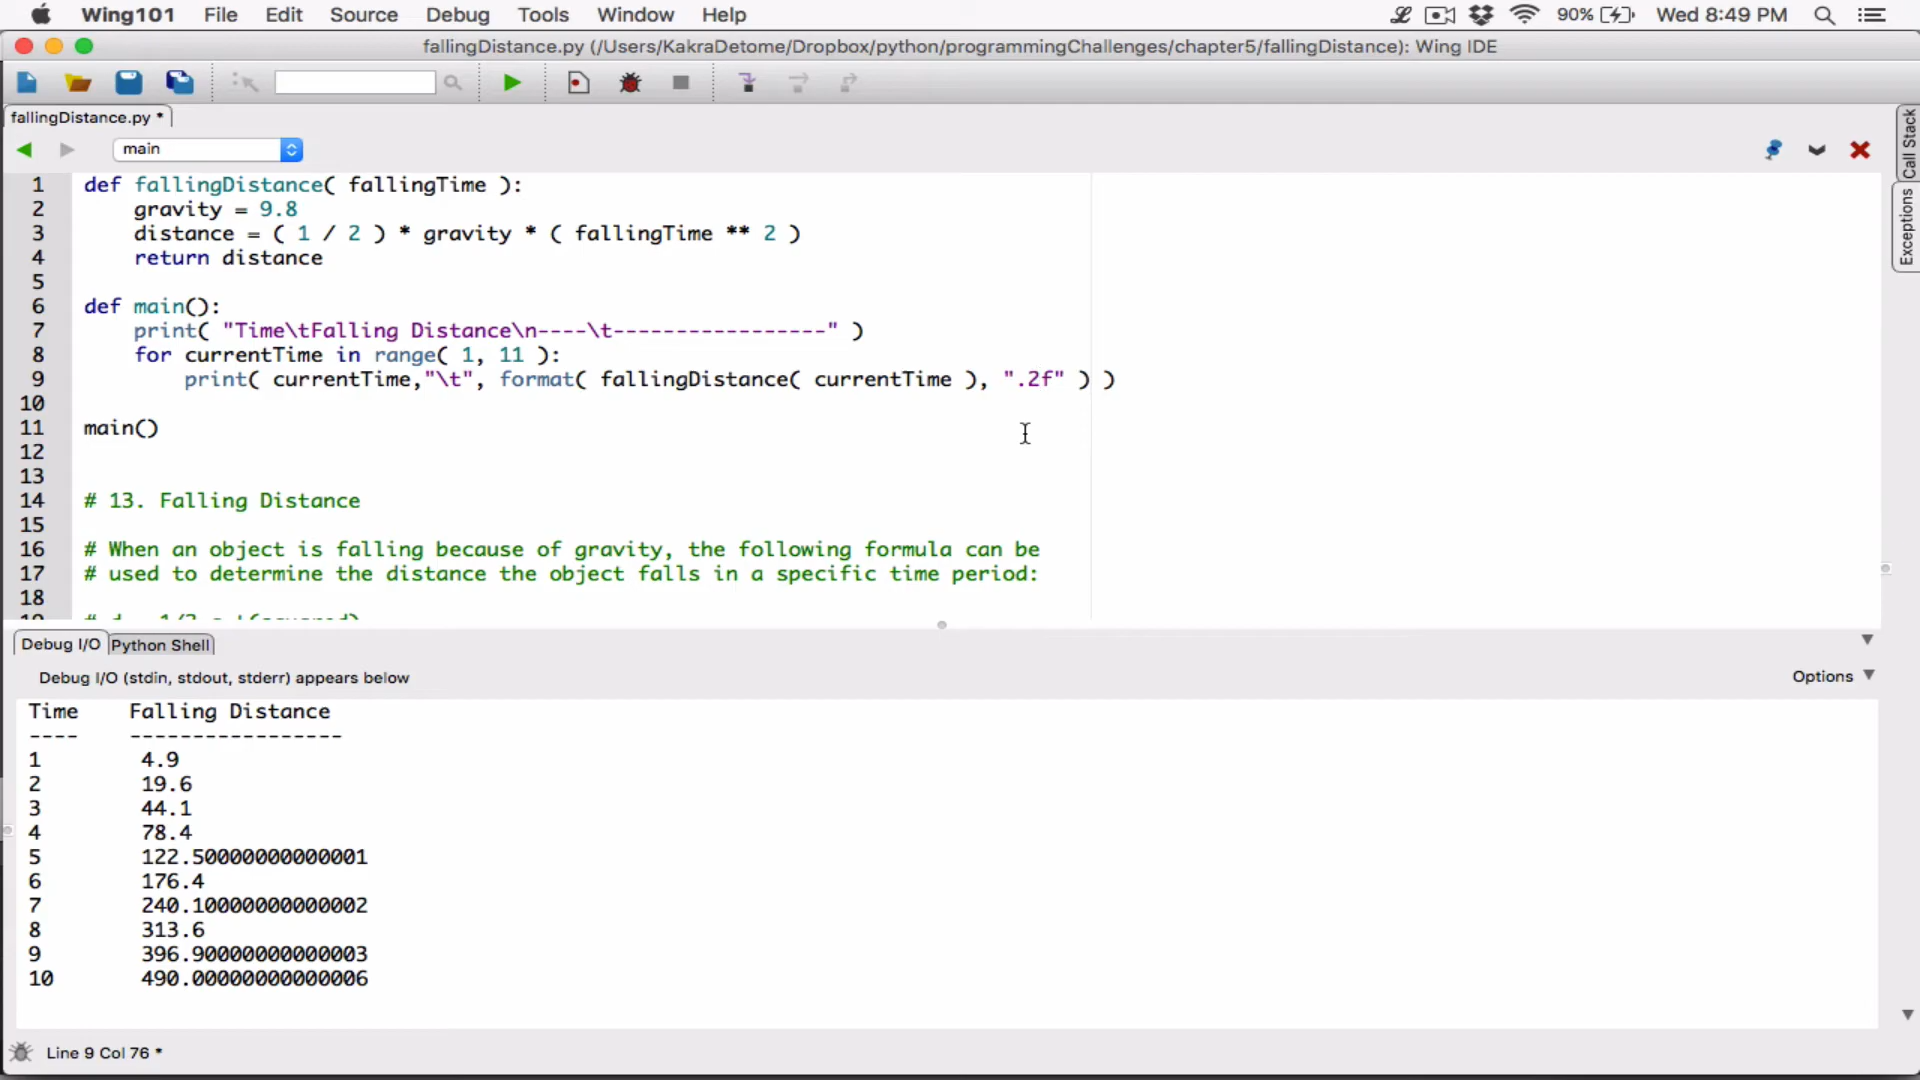 Wing101 File Edit Source Debug Tools Window Help 90% Wed 8:49 PM
fallingDistance.py (/Users/KakraDetome/Dropbox/python/programmingChallenges/chapter5/fallingDistance): Wing IDE
fallingDistance.py *
main
Call Stack
Exceptions
1 def fallingDistance( fallingTime ):
2 gravity = 9.8
3 distance = ( 1 / 2 ) * gravity * ( fallingTime ** 2 )
4 return distance
5
6 def main():
7 print( "Time\tFalling Distance\n----\t-----------------" )
8 for currentTime in range( 1, 11 ):
9 print( currentTime,"\t", format( fallingDistance( currentTime ), ".2f" ) )
10
11 main()
12
13
14 # 13. Falling Distance
15
16 # When an object is falling because of gravity, the following formula can be
17 # used to determine the distance the object falls in a specific time period:
18
Debug I/O Python Shell
Debug I/O (stdin, stdout, stderr) appears below Options
Time Falling Distance
---- -----------------
1 4.9
2 19.6
3 44.1
4 78.4
5 122.50000000000001
6 176.4
7 240.10000000000002
8 313.6
9 396.90000000000003
10 490.00000000000006
Line 9 Col 76 *